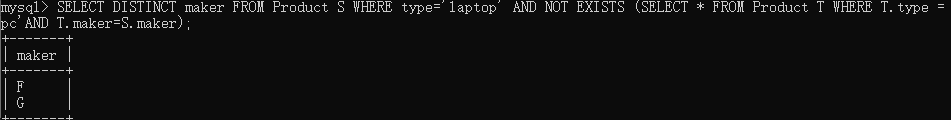 mysql> SELECT DISTINCT maker FROM Product S WHERE type='laptop' AND NOT EXISTS (SELECT * FROM Product T WHERE T.type =
pc'AND T.maker=S.maker);
+-------+
| maker |
+-------+
| F     |
| G     |
+-------+